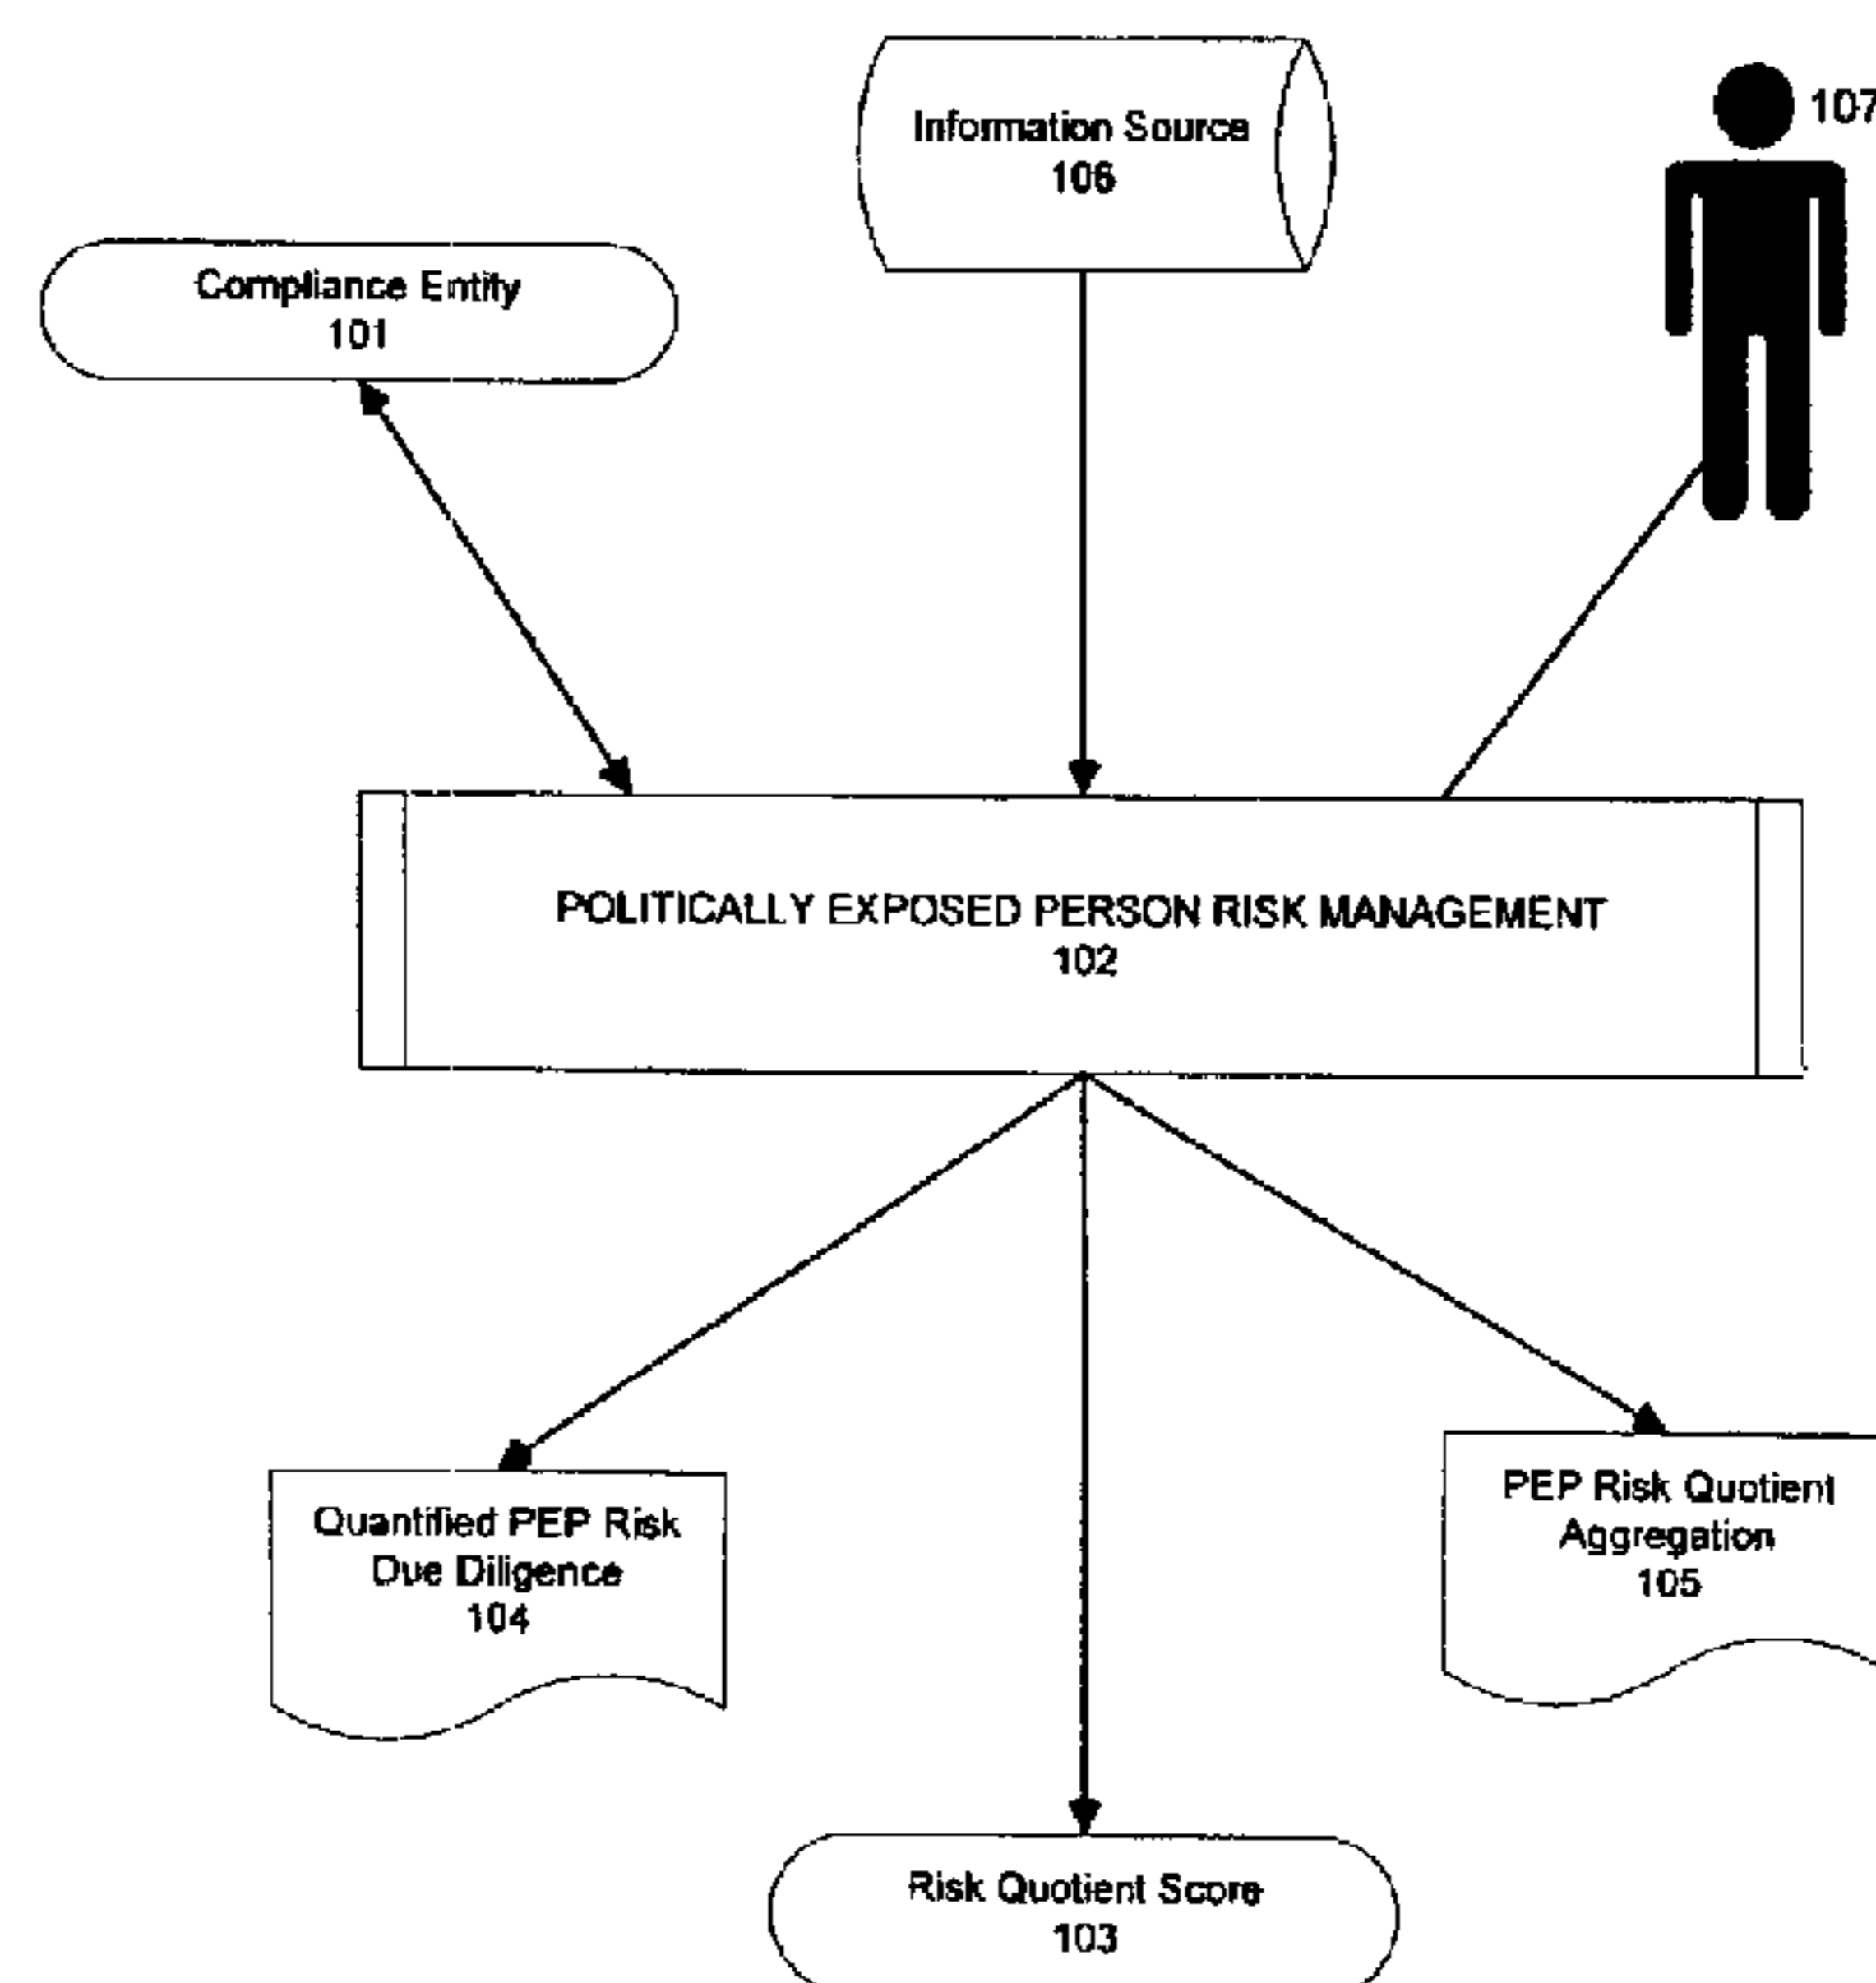 Information Source
106
107
Compliance Entity
101
POLITICALLY EXPOSED PERSON RISK MANAGEMENT
102
Quantified PEP Risk
Due Diligence
104
PEP Risk Quotient
Aggregation
105
Risk Quotient Score
103